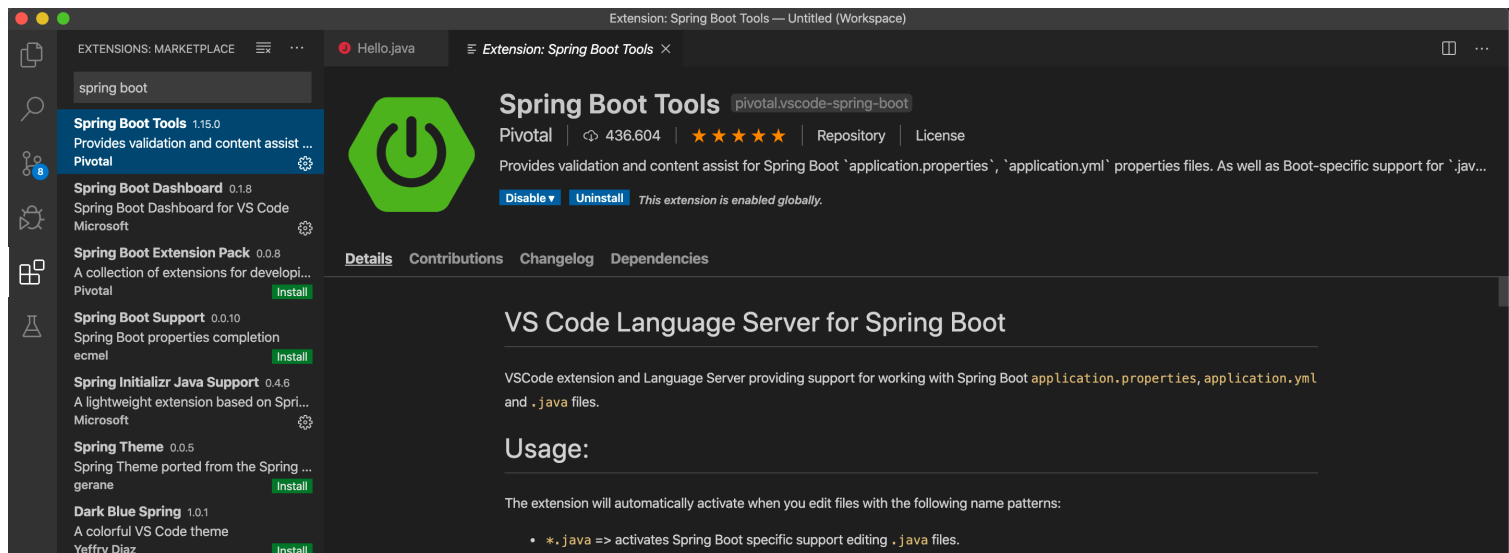 Extension: Spring Boot Tools — Untitled (Workspace)
EXTENSIONS: MARKETPLACE
Hello.java
Extension: Spring Boot Tools
spring boot
Spring Boot Tools 1.15.0
Provides validation and content assist ...
Pivotal
8
Spring Boot Dashboard 0.1.8
Spring Boot Dashboard for VS Code
Microsoft
Spring Boot Extension Pack 0.0.8
A collection of extensions for developi...
Pivotal Install
Spring Boot Support 0.0.10
Spring Boot properties completion
ecmel Install
Spring Initializr Java Support 0.4.6
A lightweight extension based on Spri...
Microsoft
Spring Theme 0.0.5
Spring Theme ported from the Spring ...
gerane Install
Dark Blue Spring 1.0.1
A colorful VS Code theme
Yeffry Diaz Install
Spring Boot Tools pivotal.vscode-spring-boot
Pivotal 436.604 Repository License
Provides validation and content assist for Spring Boot `application.properties`, `application.yml` properties files. As well as Boot-specific support for `.jav...
Disable Uninstall This extension is enabled globally.
Details Contributions Changelog Dependencies
VS Code Language Server for Spring Boot
VSCode extension and Language Server providing support for working with Spring Boot application.properties, application.yml
and .java files.
Usage:
The extension will automatically activate when you edit files with the following name patterns:
• *.java => activates Spring Boot specific support editing .java files.